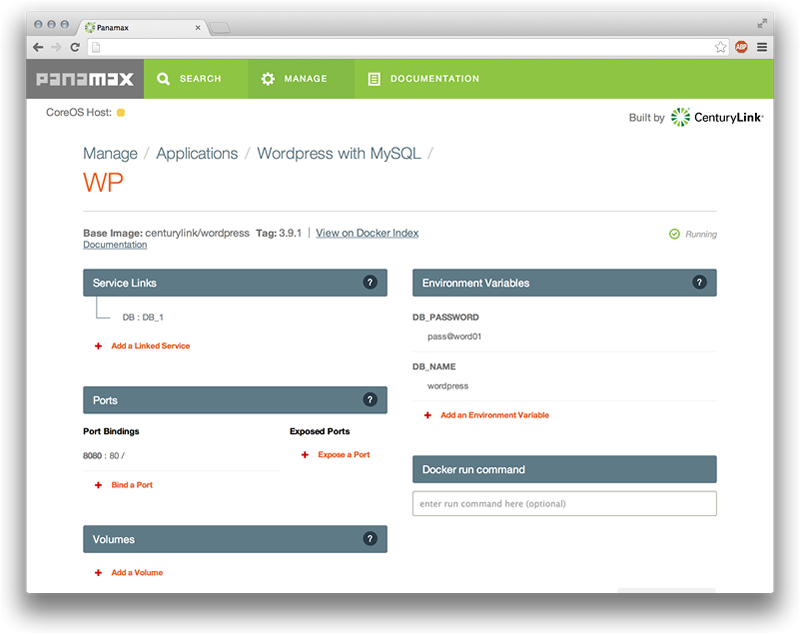 Panamax
ABP
panamax
SEARCH
MANAGE
DOCUMENTATION
CoreOS Host:
Built by CenturyLink
Manage / Applications / Wordpress with MySQL /
WP
Base Image: centurylink/wordpress Tag: 3.9.1 | View on Docker Index
Documentation
Running
Service Links ?
DB : DB_1
+ Add a Linked Service
Ports ?
Port Bindings
8080 : 80 /
+ Bind a Port
Exposed Ports
+ Expose a Port
Volumes ?
+ Add a Volume
Environment Variables ?
DB_PASSWORD
pass@word01
DB_NAME
wordpress
+ Add an Environment Variable
Docker run command
enter run command here (optional)